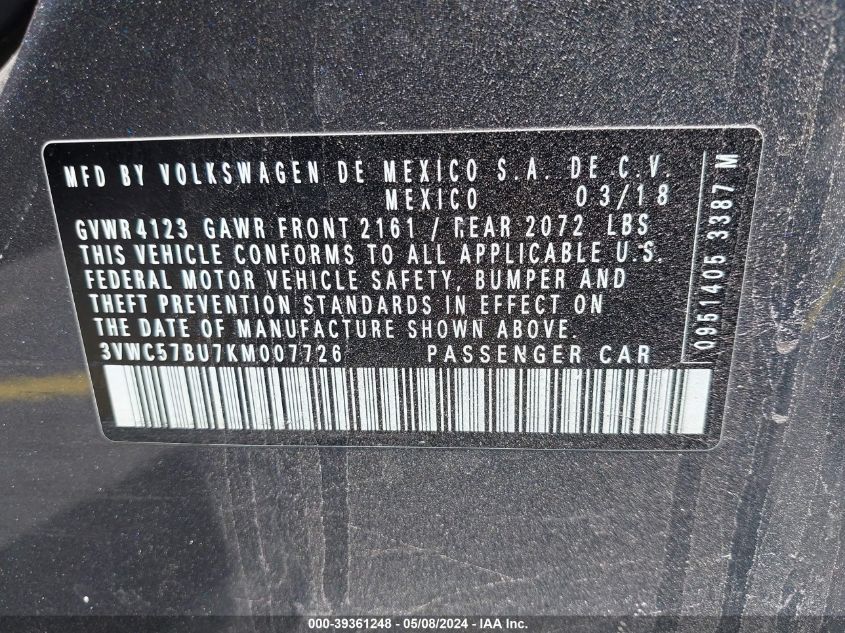 MFD BY VOLKSWAGEN DE MEXICO S.A. DE C.V.
MEXICO 03/18
GVWR 4123 GAWR FRONT 2161 / REAR 2072 LBS
THIS VEHICLE CONFORMS TO ALL APPLICABLE U.S.
FEDERAL MOTOR VEHICLE SAFETY, BUMPER AND
THEFT PREVENTION STANDARDS IN EFFECT ON
THE DATE OF MANUFACTURE SHOWN ABOVE.
3VWC57BU7KM007726 PASSENGER CAR
0951405 3387 M
000-39361248 - 05/08/2024 - IAA Inc.